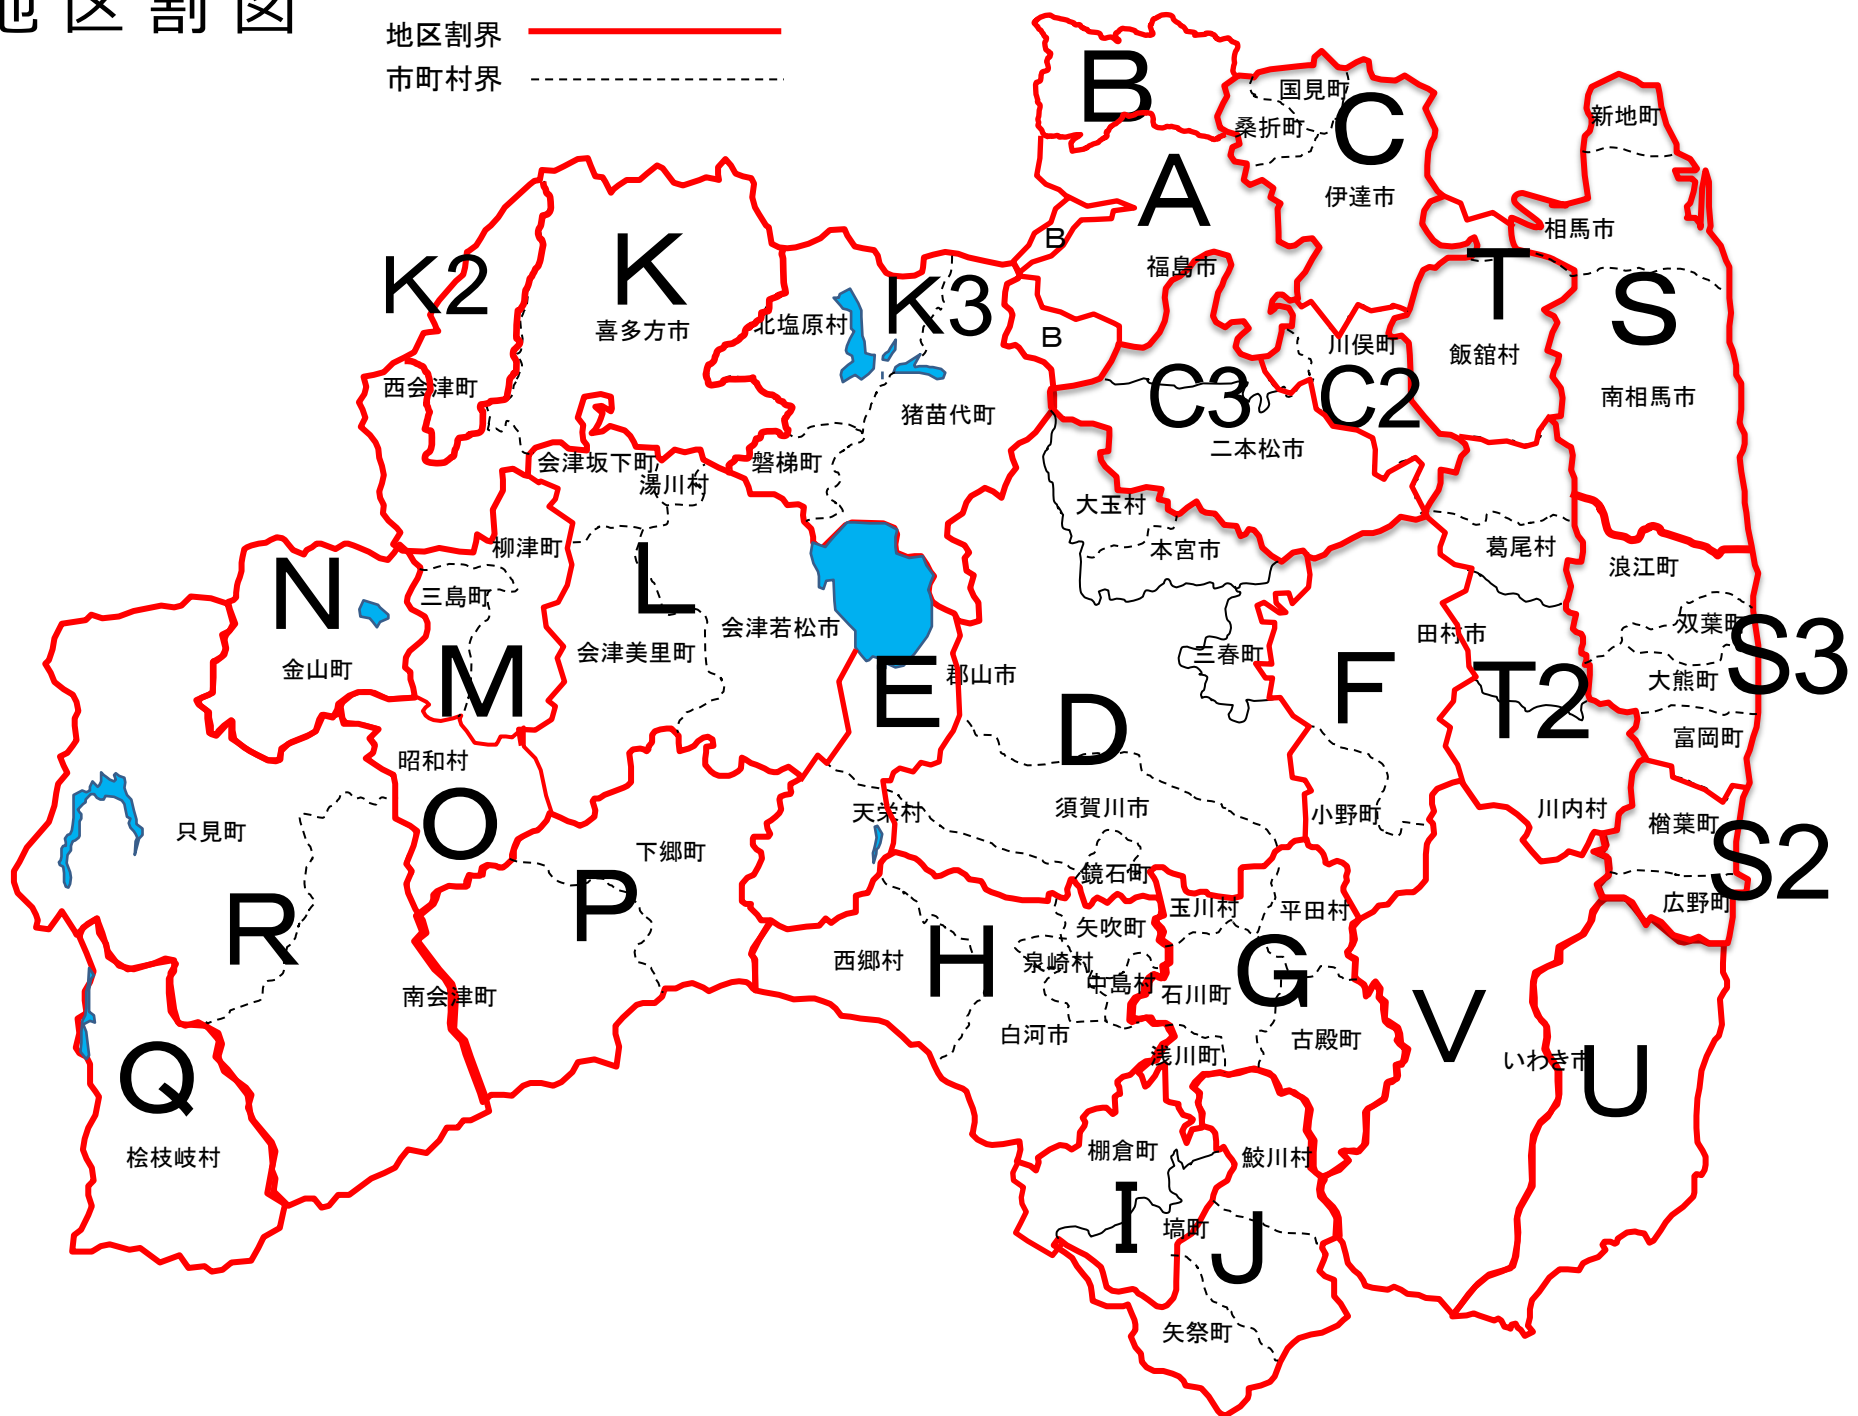 地区割図
地区割界
市町村界
B
国見町
C
桑折町
新地町
A
伊達市
相馬市
B
福島市
K2
K
喜多方市
北塩原村
K3
B
T
S
川俣町
飯舘村
西会津町
猪苗代町
C3
C2
南相馬市
二本松市
会津坂下町
湯川村
磐梯町
大玉村
本宮市
柳津町
葛尾村
浪江町
N
三島町
L
会津若松市
双葉町
S3
金山町
M
会津美里町
E
郡山市
三春町
F
田村市
T2
大熊町
D
富岡町
昭和村
O
只見町
下郷町
天栄村
須賀川市
小野町
川内村
楢葉町
S2
R
P
鏡石町
玉川村
平田村
広野町
西郷村
H
矢吹町
泉崎村
中島村
G
石川町
南会津町
白河市
浅川町
古殿町
V
いわき市
U
Q
桧枝岐村
棚倉町
鮫川村
I
塙町
J
矢祭町